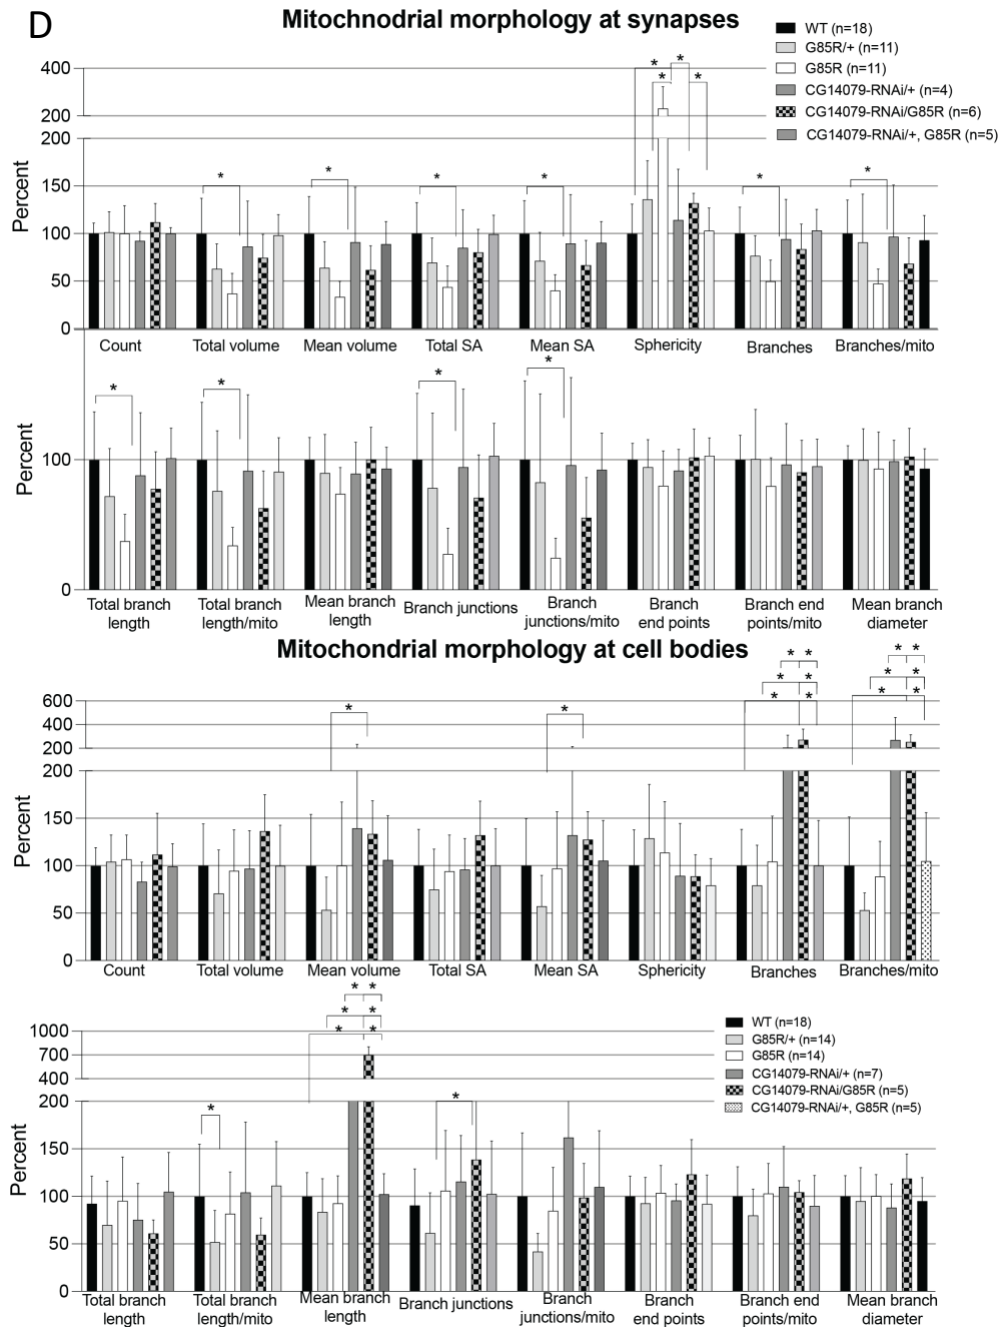 D
Mitochnodrial morphology at synapses
WT (n=18)
G85R/+ (n=11)
G85R (n=11)
CG14079-RNAi/+ (n=4)
CG14079-RNAi/G85R (n=6)
CG14079-RNAi/+, G85R (n=5)
Percent
400
200
200
150
100
50
0
* * * * * * * * * *
Count Total volume Mean volume Total SA Mean SA Sphericity Branches Branches/mito
Percent
100
0
* * * *
Total branch length
Total branch length/mito
Mean branch length
Branch junctions
Branch junctions/mito
Branch end points
Branch end points/mito
Mean branch diameter
Mitochondrial morphology at cell bodies
Percent
600
400
200
200
150
100
50
0
* * * * * * * * * * * * * *
Count Total volume Mean volume Total SA Mean SA Sphericity Branches Branches/mito
WT (n=18)
G85R/+ (n=14)
G85R (n=14)
CG14079-RNAi/+ (n=7)
CG14079-RNAi/G85R (n=5)
CG14079-RNAi/+, G85R (n=5)
Percent
1000
700
400
200
150
100
50
0
* * * * * * * *
Total branch length
Total branch length/mito
Mean branch length
Branch junctions
Branch junctions/mito
Branch end points
Branch end points/mito
Mean branch diameter